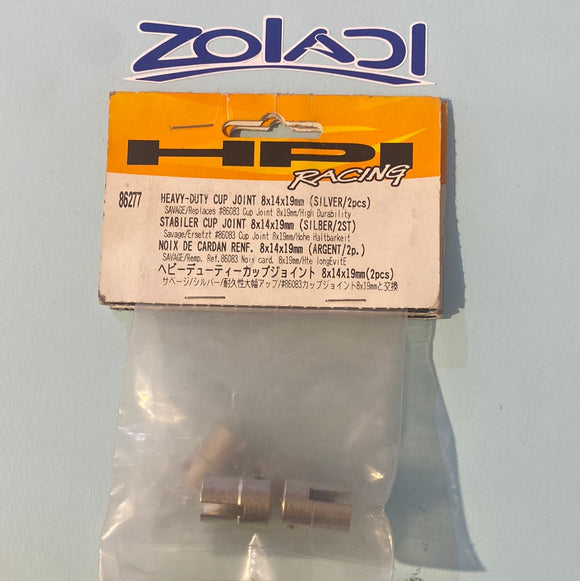 ZOIADI
HPI
RACING
86277
HEAVY-DUTY CUP JOINT 8x14x19mm (SILVER/2pcs)
SAVAGE/Replaces #86083 Cup Joint 8x19mm/High Durability
STABILER CUP JOINT 8x14x19mm (SILBER/2ST)
Savage/Ersetzt #86083 Cup Joint 8x19mm/Hohe Haltbarkeit
NOIX DE CARDAN RENF. 8x14x19mm (ARGENT/2p.)
SAVAGE/Remp. Ref.86083 Noix card. 8x19mm/Hte longEvitE
ヘビーデューティーカップジョイント 8x14x19mm(2pcs)
サベージ/シルバー/耐久性大幅アップ/#86083カップジョイント8x19mmと交換